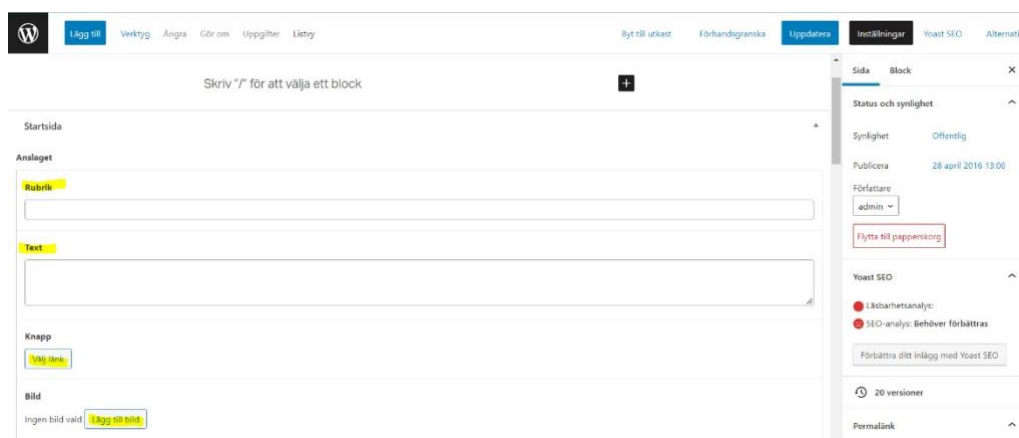 Lägg till Verktyg Ångra Gör om Uppgifter Listvy Byt till utkast Förhandsgranska Uppdatera Inställningar Yoast SEO Alternati
Skriv "/" för att välja ett block
Sida Block
Status och synlighet
Startsida
Synlighet Offentlig
Anslaget
Publicera 28 april 2016 13:06
Rubrik
Författare
admin
Flytta till papperskorg
Text
Yoast SEO
Läsbarhetsanalys:
SEO-analys: Behöver förbättras
Knapp
Välj länk
Förbättra ditt inlägg med Yoast SEO
Bild
20 versioner
Ingen bild vald Lägg till bild
Permalänk